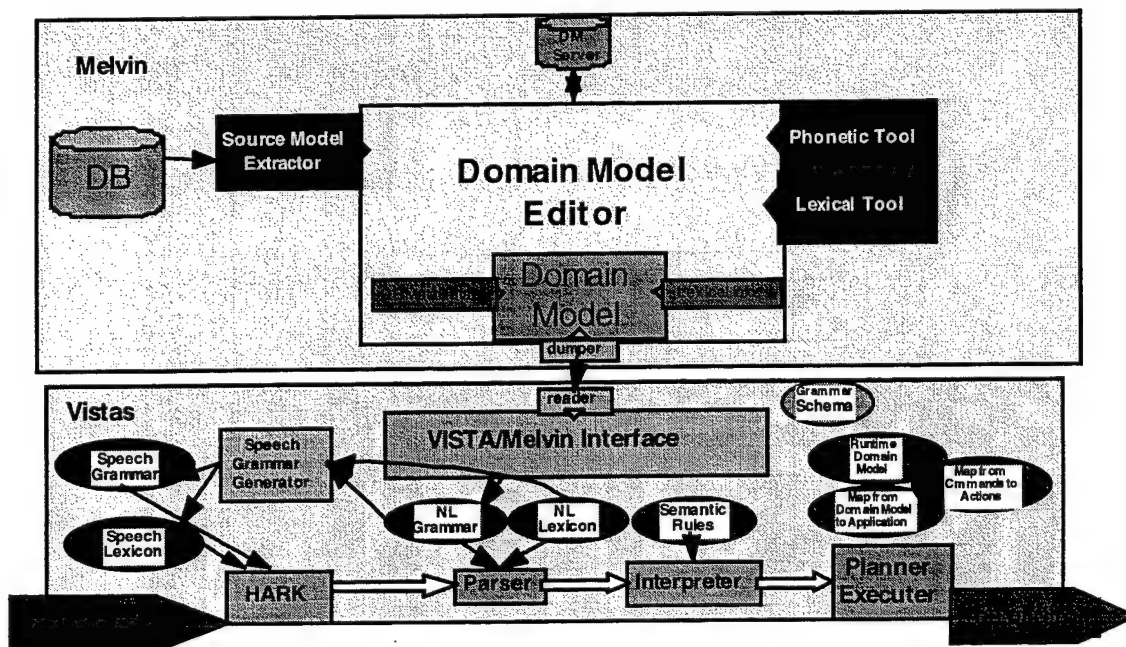 DM
Server
Melvin
DB
Source Model
Extractor
Domain Model
Editor
Phonetic Tool
Lexical Tool
Domain
Model
dumper
reader
Vistas
VISTA/Melvin Interface
Grammar
Schema
Speech
Grammar
Speech
Grammar
Generator
Runtime
Domain
Model
Map from
Cmmands to
Actions
Map from
Domain Model
to Application
NL
Grammar
NL
Lexicon
Semantic
Rules
Speech
Lexicon
HARK
Parser
Interpreter
Planner
Executer